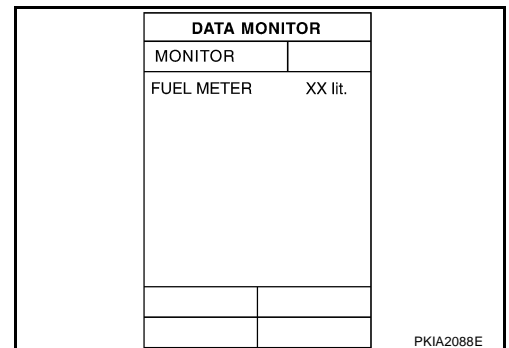 DATA MONITOR
MONITOR
FUEL METER XX lit.
PKIA2088E